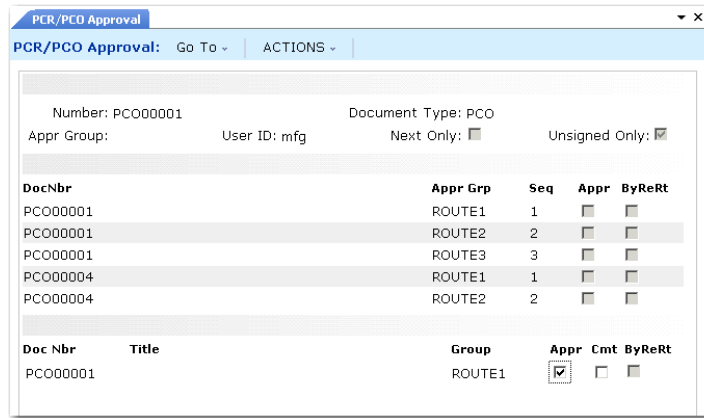 PCR/PCO Approval
PCR/PCO Approval: Go To ACTIONS
Number: PCO00001 Document Type: PCO
Appr Group: User ID: mfg Next Only: Unsigned Only:
DocNbr Appr Grp Seq Appr ByReRt
PCO00001 ROUTE1 1
PCO00001 ROUTE2 2
PCO00001 ROUTE3 3
PCO00004 ROUTE1 1
PCO00004 ROUTE2 2
Doc Nbr Title Group Appr Cmt ByReRt
PCO00001 ROUTE1